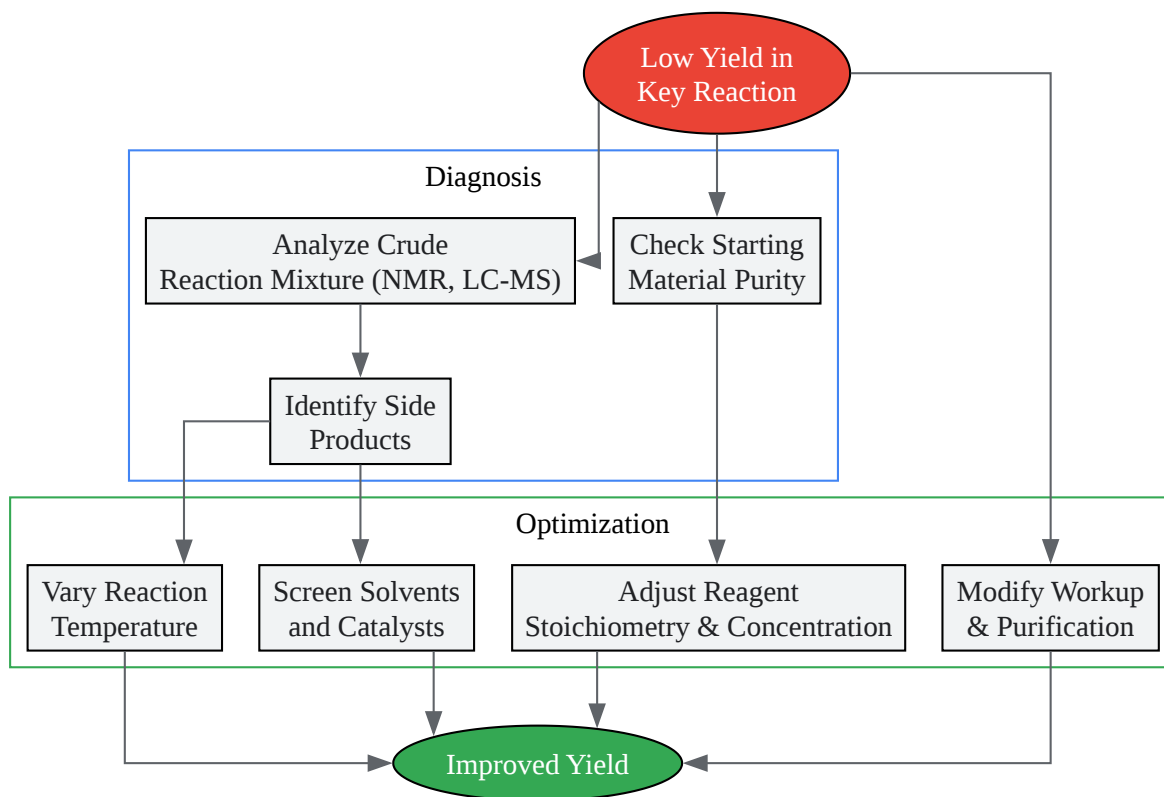 Low Yield in
Key Reaction
Diagnosis
Analyze Crude
Reaction Mixture (NMR, LC-MS)
Check Starting
Material Purity
Identify Side
Products
Optimization
Vary Reaction
Temperature
Screen Solvents
and Catalysts
Adjust Reagent
Stoichiometry & Concentration
Modify Workup
& Purification
Improved Yield